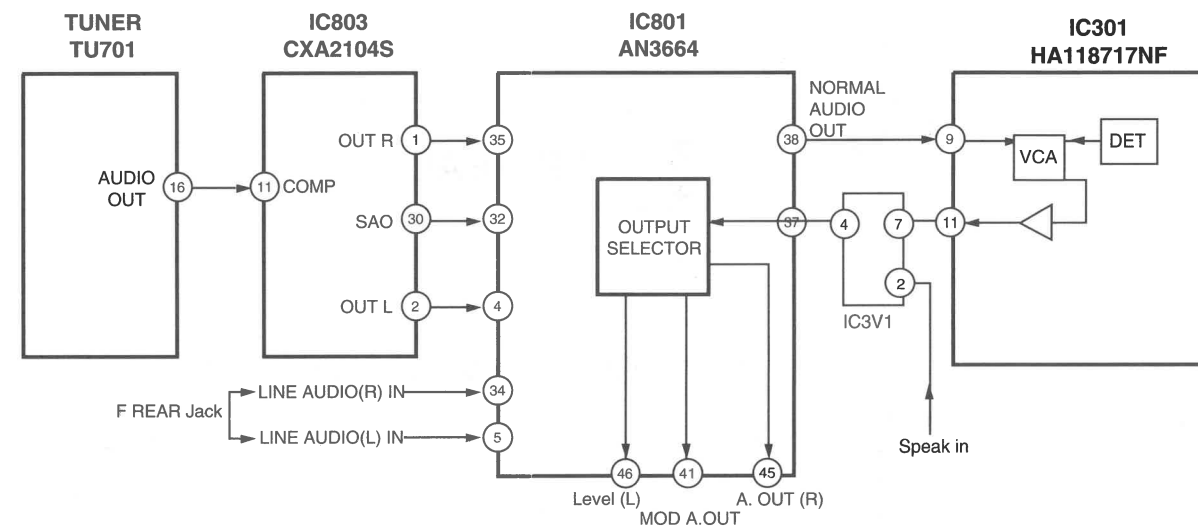 TUNER
TU701
IC803
CXA2104S
IC801
AN3664
IC301
HA118717NF
AUDIO
OUT
16
11
COMP
OUT R
1
SAO
30
OUT L
2
35
32
4
34
5
F REAR Jack
LINE AUDIO(R) IN
LINE AUDIO(L) IN
OUTPUT
SELECTOR
38
37
NORMAL
AUDIO
OUT
4
7
2
IC3V1
9
11
VCA
DET
Speak in
46
41
45
Level (L)
MOD A.OUT
A. OUT (R)